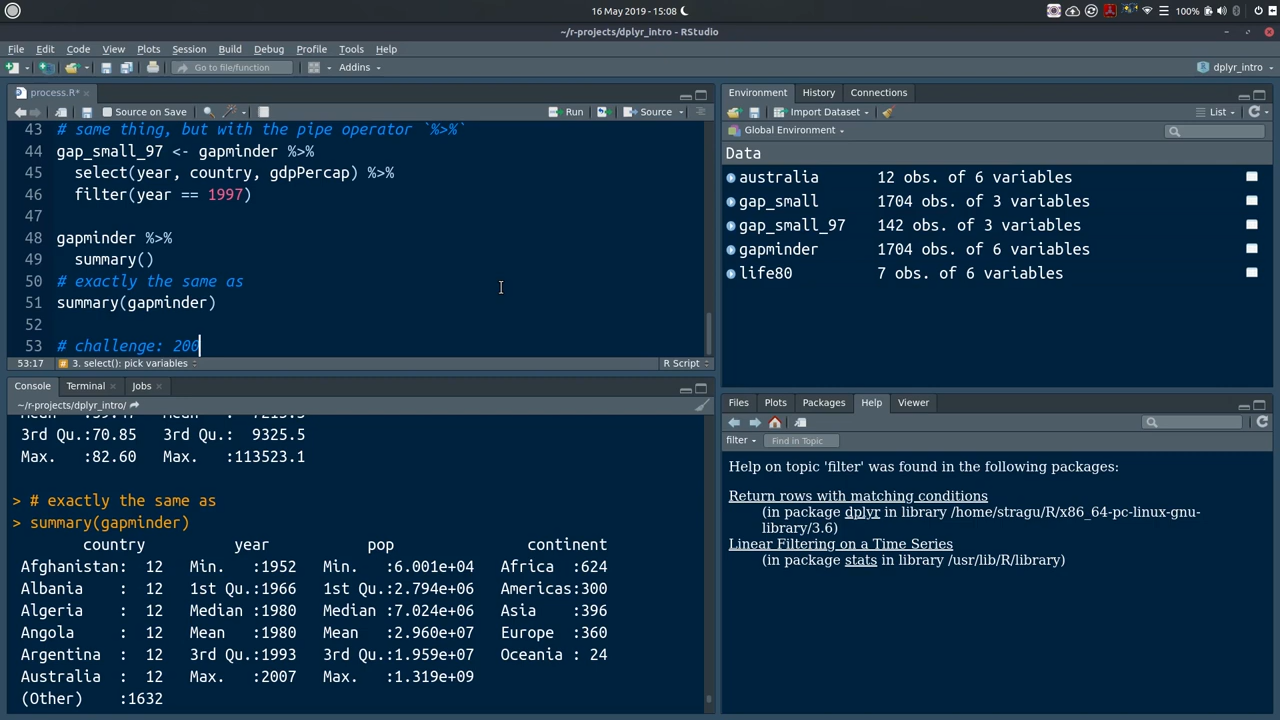 16 May 2019 - 15:08
100%
~/r-projects/dplyr_intro - RStudio
File Edit Code View Plots Session Build Debug Profile Tools Help
Go to file/function Addins dplyr_intro
process.R*
Source on Save Run Source
43 # same thing, but with the pipe operator `%>%`
44 gap_small_97 <- gapminder %>%
45 select(year, country, gdpPercap) %>%
46 filter(year == 1997)
47
48 gapminder %>%
49 summary()
50 # exactly the same as
51 summary(gapminder)
52
53 # challenge: 200
53:17 # 3. select(): pick variables R Script
Console Terminal Jobs
~/r-projects/dplyr_intro/
3rd Qu.:70.85 3rd Qu.: 9325.5
Max. :82.60 Max. :113523.1
> # exactly the same as
> summary(gapminder)
country year pop continent
Afghanistan: 12 Min. :1952 Min. :6.001e+04 Africa :624
Albania : 12 1st Qu.:1966 1st Qu.:2.794e+06 Americas:300
Algeria : 12 Median :1980 Median :7.024e+06 Asia :396
Angola : 12 Mean :1980 Mean :2.960e+07 Europe :360
Argentina : 12 3rd Qu.:1993 3rd Qu.:1.959e+07 Oceania : 24
Australia : 12 Max. :2007 Max. :1.319e+09
(Other) :1632
Environment History Connections
Import Dataset List
Global Environment
Data
australia 12 obs. of 6 variables
gap_small 1704 obs. of 3 variables
gap_small_97 142 obs. of 3 variables
gapminder 1704 obs. of 6 variables
life80 7 obs. of 6 variables
Files Plots Packages Help Viewer
filter Find in Topic
Help on topic 'filter' was found in the following packages:
Return rows with matching conditions
(in package dplyr in library /home/stragu/R/x86_64-pc-linux-gnu-
library/3.6)
Linear Filtering on a Time Series
(in package stats in library /usr/lib/R/library)